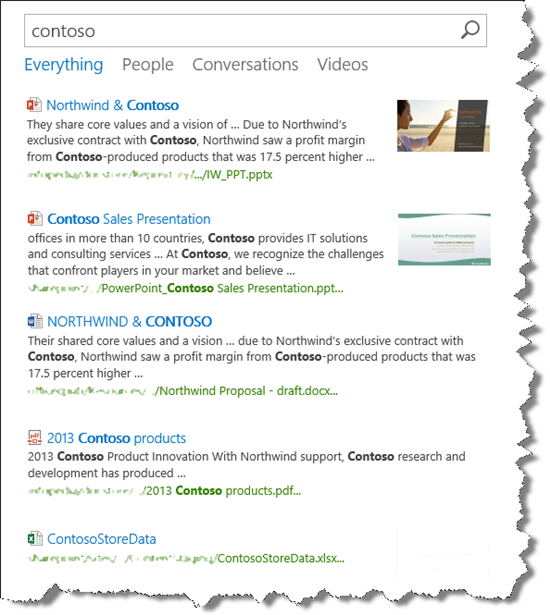 contoso
Everything People Conversations Videos
Northwind & Contoso
They share core values and a vision of ... Due to Northwind's
exclusive contract with Contoso, Northwind saw a profit margin
from Contoso-produced products that was 17.5 percent higher ...
/.../IW_PPT.pptx
Contoso Sales Presentation
offices in more than 10 countries, Contoso provides IT solutions
and consulting services ... At Contoso, we recognize the challenges
that confront players in your market and believe ...
Contoso Sales Presentation
/PowerPoint_Contoso Sales Presentation.ppt...
NORTHWIND & CONTOSO
Their shared core values and a vision ... due to Northwind's exclusive contract with
Contoso, Northwind saw a profit margin from Contoso-produced products that was
17.5 percent higher ...
/Northwind Proposal - draft.docx...
pdf
2013 Contoso products
2013 Contoso Product Innovation With Northwind support, Contoso research and
development has produced ...
/2013 Contoso products.pdf...
ContosoStoreData
/ContosoStoreData.xlsx...